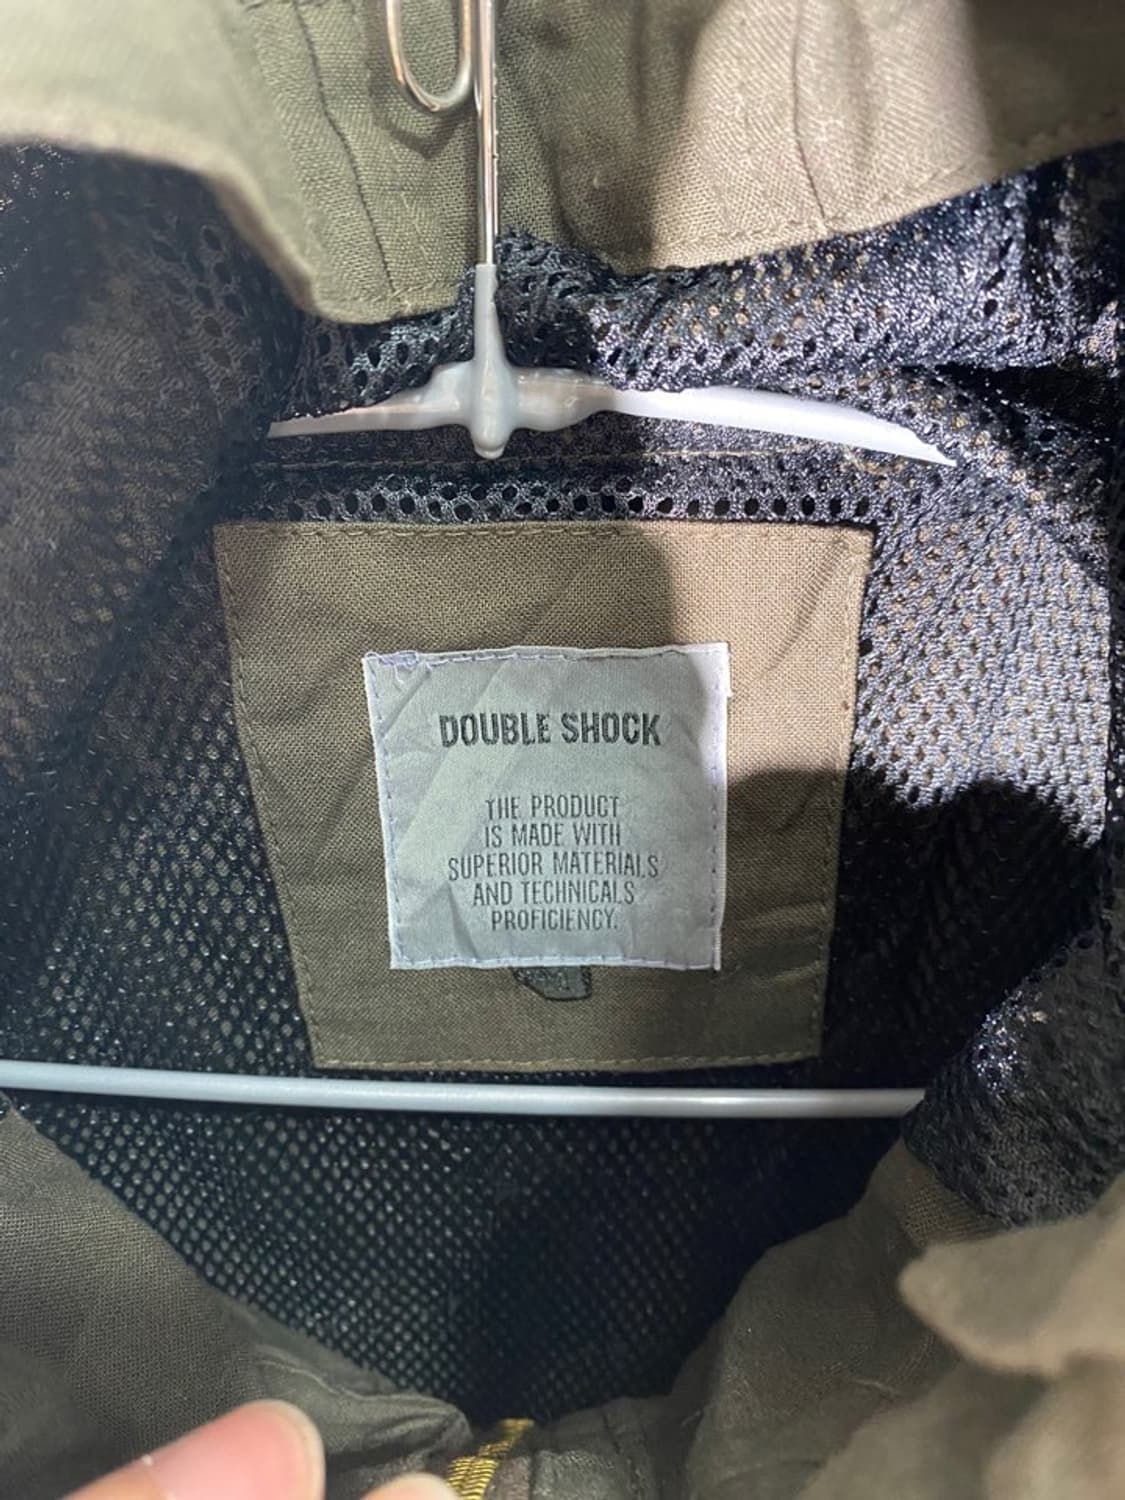 DOUBLE SHOCK
THE PRODUCT
IS MADE WITH
SUPERIOR MATERIALS
AND TECHNICALS
PROFICIENCY.